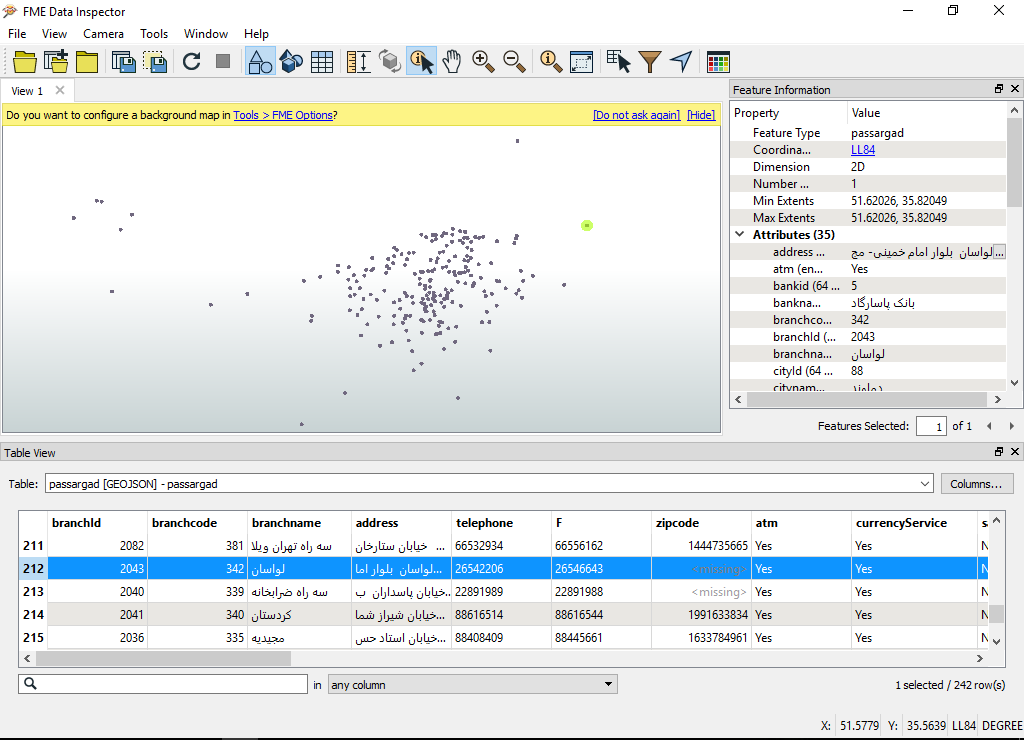 FME Data Inspector
File View Camera Tools Window Help
View 1
Do you want to configure a background map in Tools > FME Options? [Do not ask again] [Hide]
Feature Information
Property Value
Feature Type passargad
Coordina... LL84
Dimension 2D
Number ... 1
Min Extents 51.62026, 35.82049
Max Extents 51.62026, 35.82049
Attributes (35)
address ... لواسان بلوار امام خمینی- مج...
atm (en... Yes
bankid (64 ... 5
bankna... بانک پاسارگاد
branchco... 342
branchId (... 2043
branchna... لواسان
cityId (64 ... 88
citynam... دماوند
Features Selected: 1 of 1
Table View
Table: passargad [GEOJSON] - passargad Columns...
branchId branchcode branchname address telephone F zipcode atm currencyService s
211 2082 381 سه راه تهران ویلا خیابان ستارخان ... 66532934 66556162 1444735665 Yes Yes N
212 2043 342 لواسان لواسان بلوار اما... 26542206 26546643 <missing> Yes Yes N
213 2040 339 سه راه ضرابخانه خیابان پاسداران ب... 22891989 22891988 <missing> Yes Yes N
214 2041 340 کردستان خیابان شیراز شما... 88616514 88616544 1991633834 Yes Yes N
215 2036 335 مجیدیه خیابان استاد حس... 88408409 88445661 1633784961 Yes Yes N
in any column 1 selected / 242 row(s)
X: 51.5779 Y: 35.5639 LL84 DEGREE